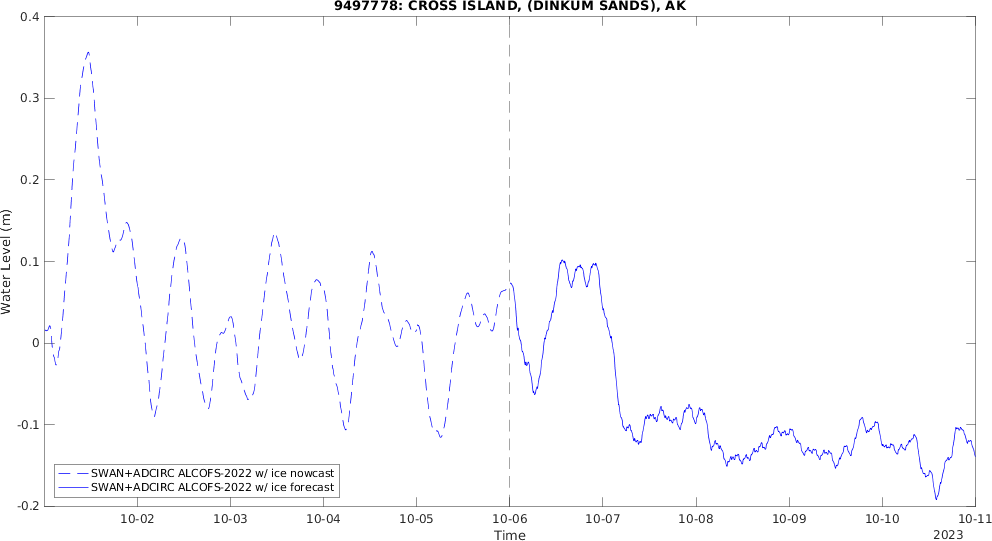 9497778: CROSS ISLAND, (DINKUM SANDS), AK
0.4
0.3
0.2
0.1
0
-0.1
-0.2
Water Level (m)
SWAN+ADCIRC ALCOFS-2022 w/ ice nowcast
SWAN+ADCIRC ALCOFS-2022 w/ ice forecast
10-02 10-03 10-04 10-05 10-06 10-07 10-08 10-09 10-10 10-11
Time 2023